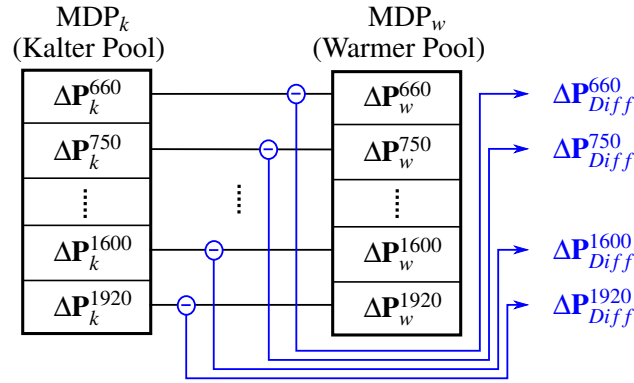 MDP_k MDP_w
(Kalter Pool) (Warmer Pool)
ΔP_k^660 − ΔP_w^660 ΔP_Diff^660
ΔP_k^750 − ΔP_w^750 ΔP_Diff^750
ΔP_k^1600 − ΔP_w^1600 ΔP_Diff^1600
ΔP_k^1920 − ΔP_w^1920 ΔP_Diff^1920